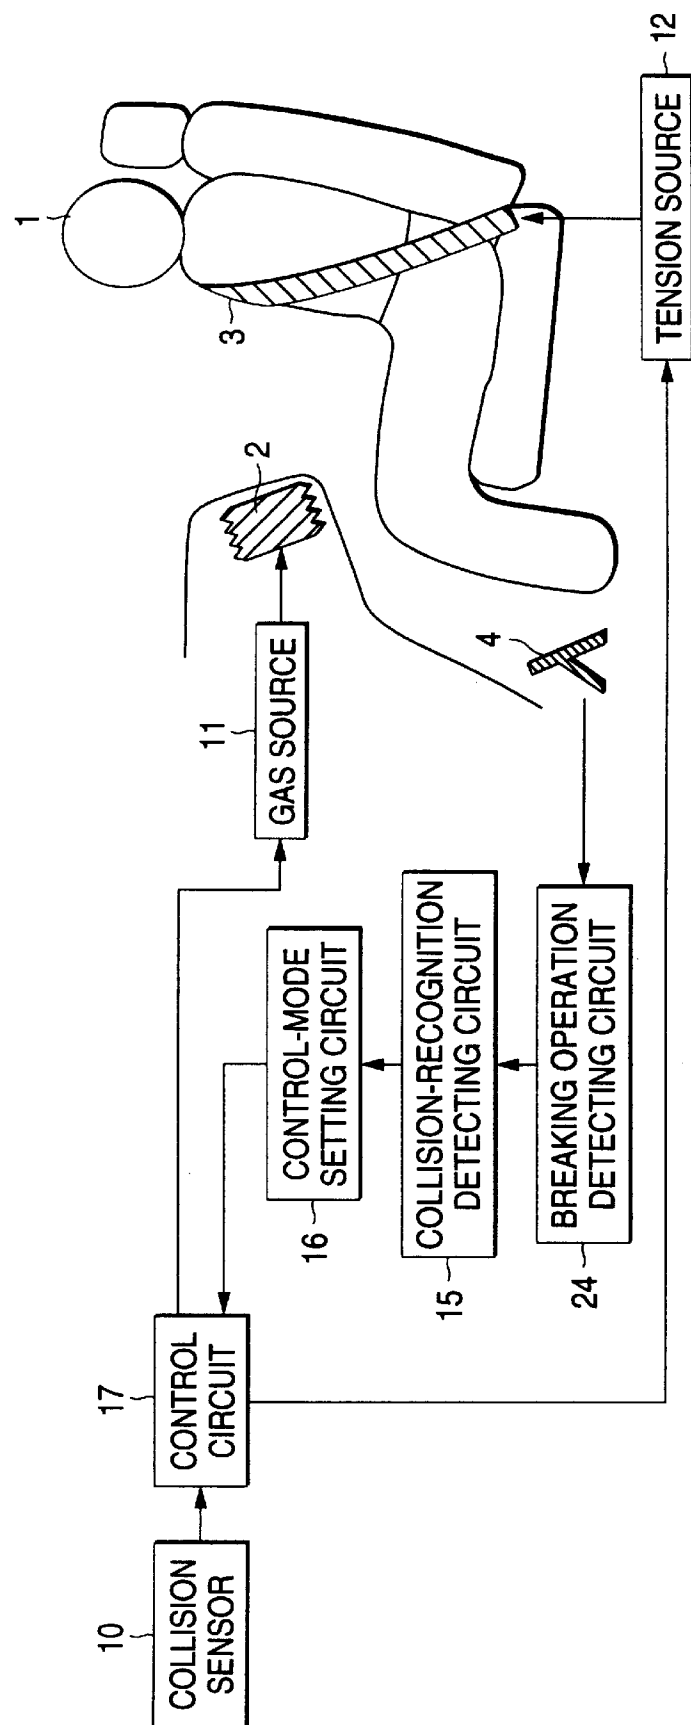 1
3
2
12
TENSION SOURCE
11
GAS SOURCE
4
CONTROL-MODE
SETTING CIRCUIT
16
COLLISION-RECOGNITION
DETECTING CIRCUIT
15
BREAKING OPERATION
DETECTING CIRCUIT
24
17
CONTROL
CIRCUIT
10
COLLISION
SENSOR